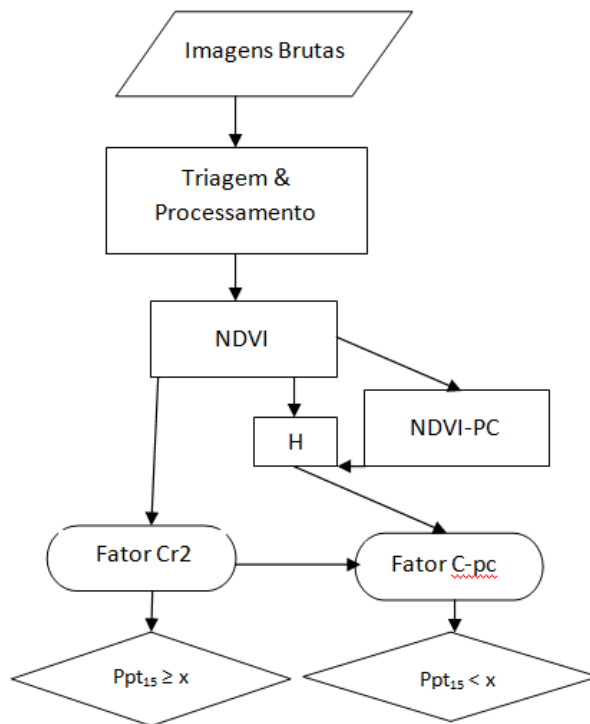 Imagens Brutas
Triagem &
Processamento
NDVI
NDVI-PC
H
Fator Cr2
Fator C-pc
Ppt₁₅ ≥ x
Ppt₁₅ < x